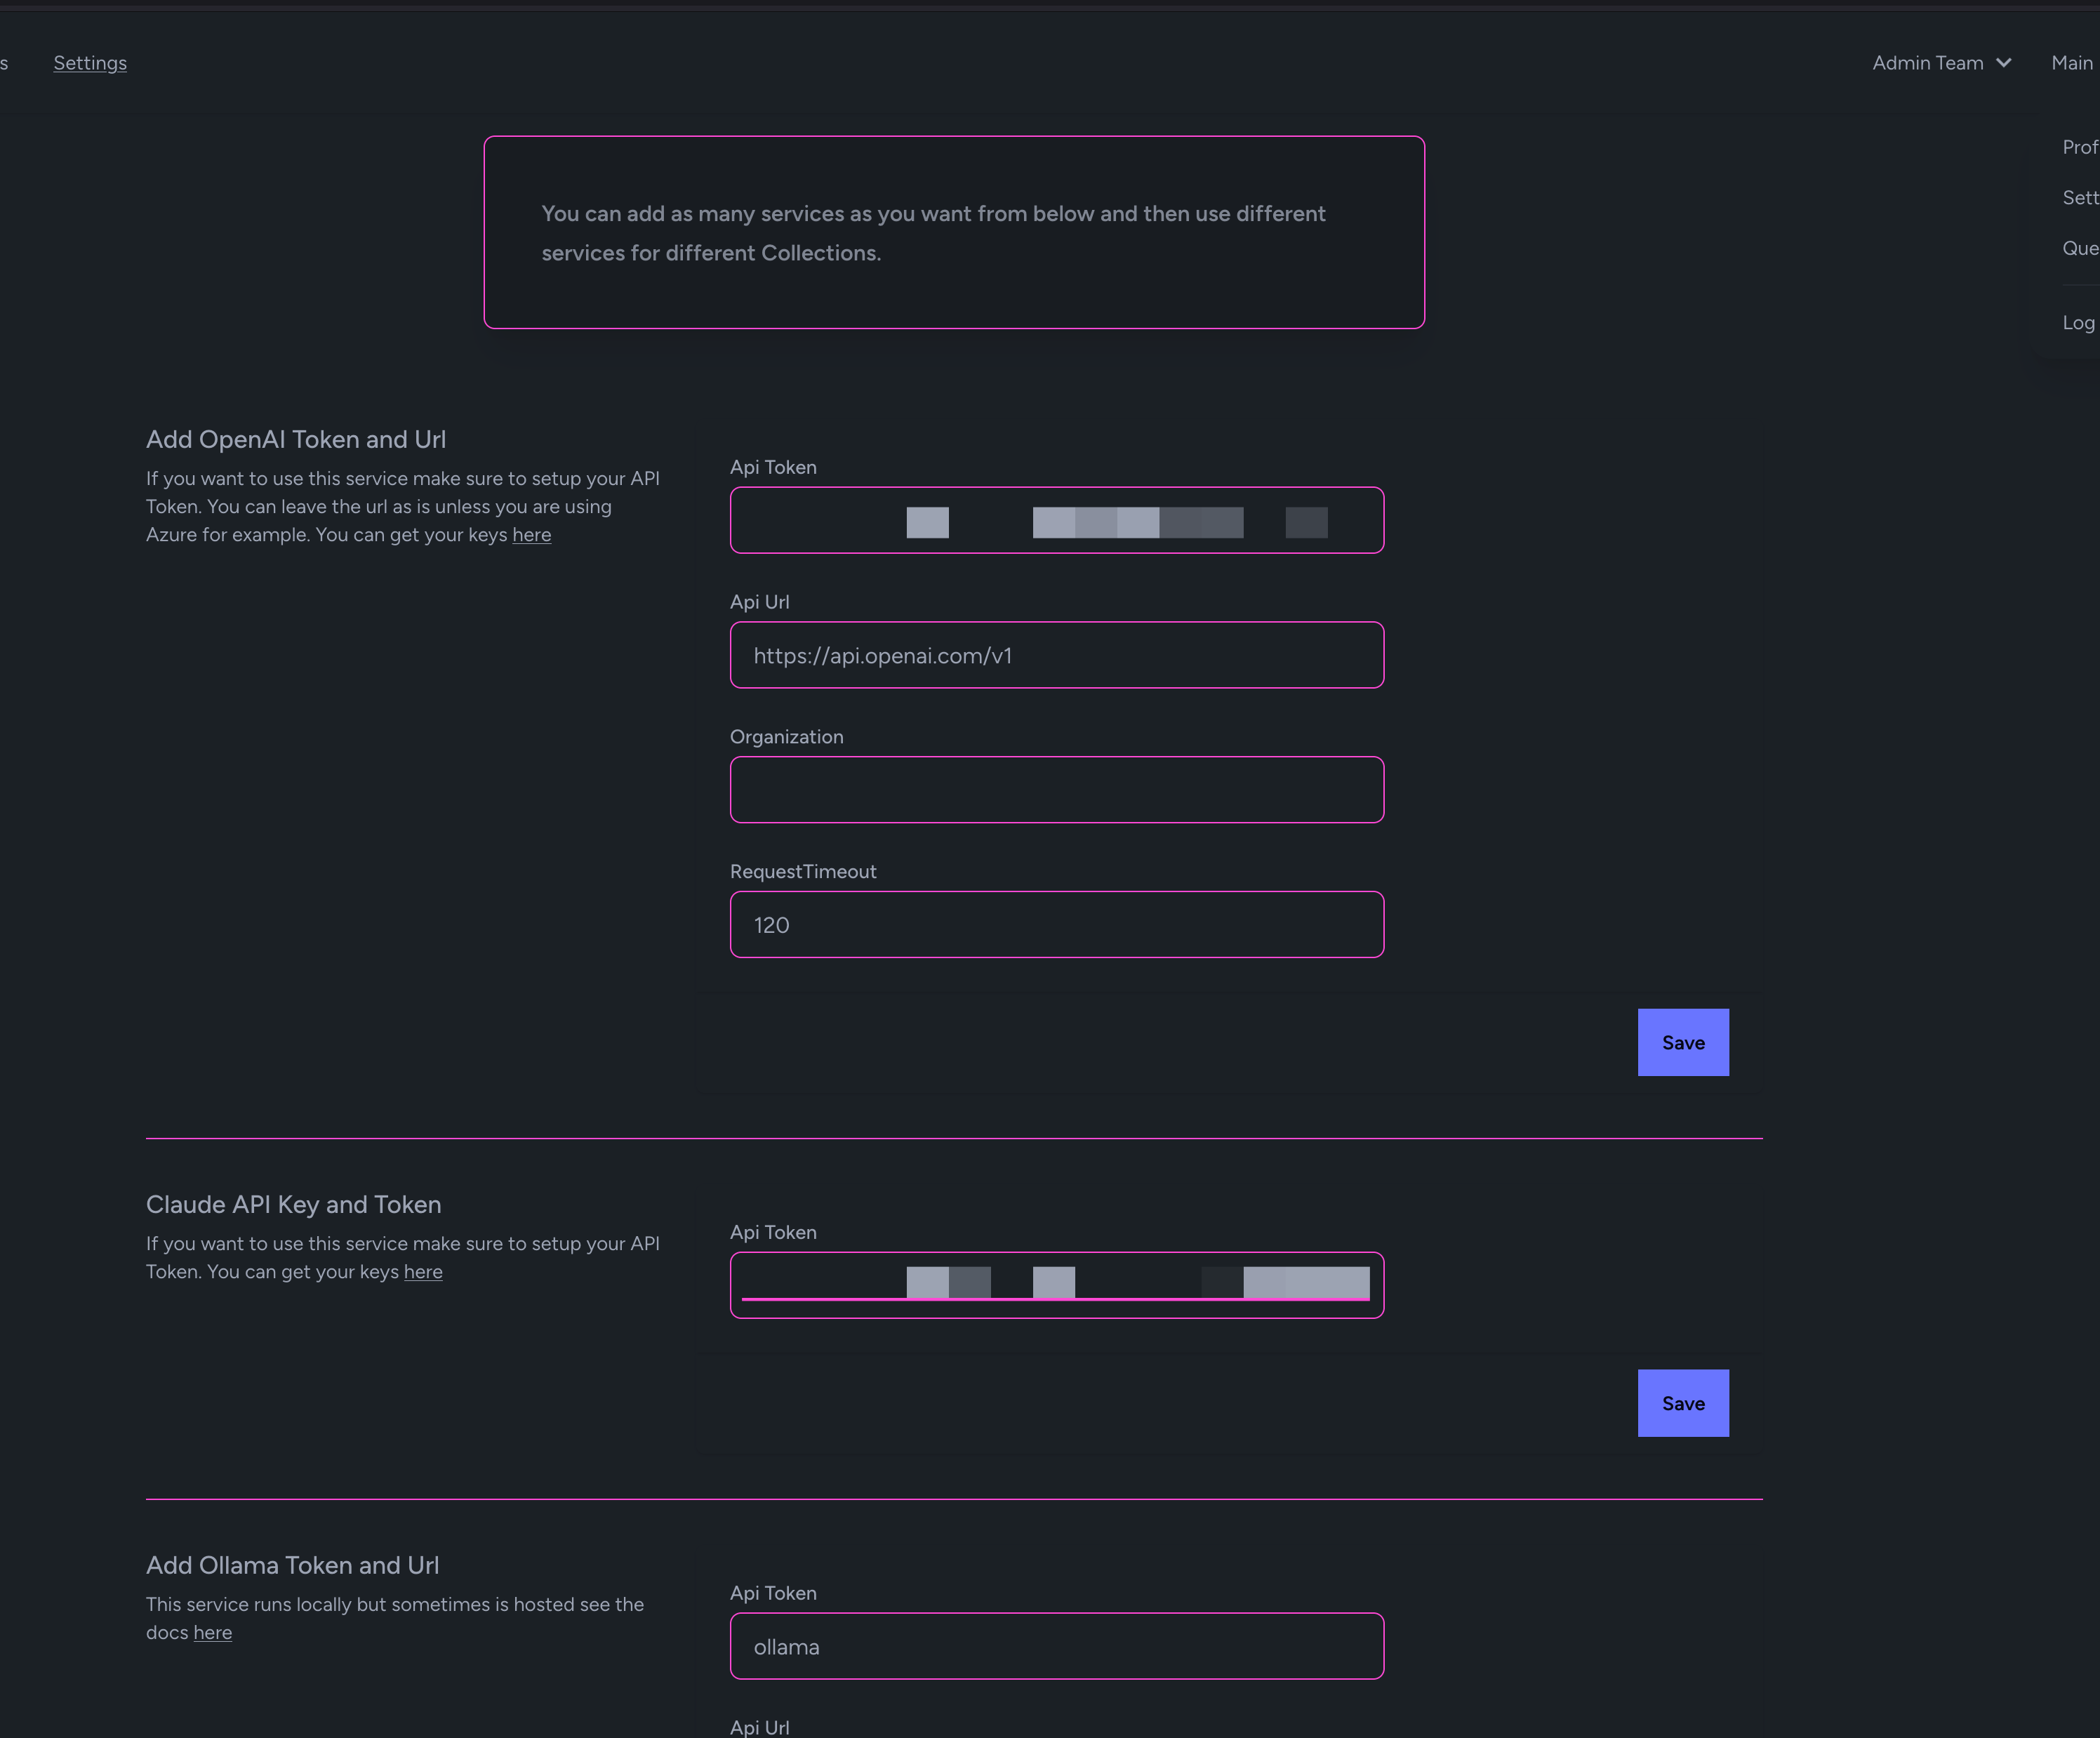 s Settings Admin Team Main
Prof
Sett
Que
Log
You can add as many services as you want from below and then use different
services for different Collections.
Add OpenAI Token and Url
If you want to use this service make sure to setup your API
Token. You can leave the url as is unless you are using
Azure for example. You can get your keys here
Api Token
Api Url
https://api.openai.com/v1
Organization
RequestTimeout
120
Save
Claude API Key and Token
If you want to use this service make sure to setup your API
Token. You can get your keys here
Api Token
Save
Add Ollama Token and Url
This service runs locally but sometimes is hosted see the
docs here
Api Token
ollama
Api Url